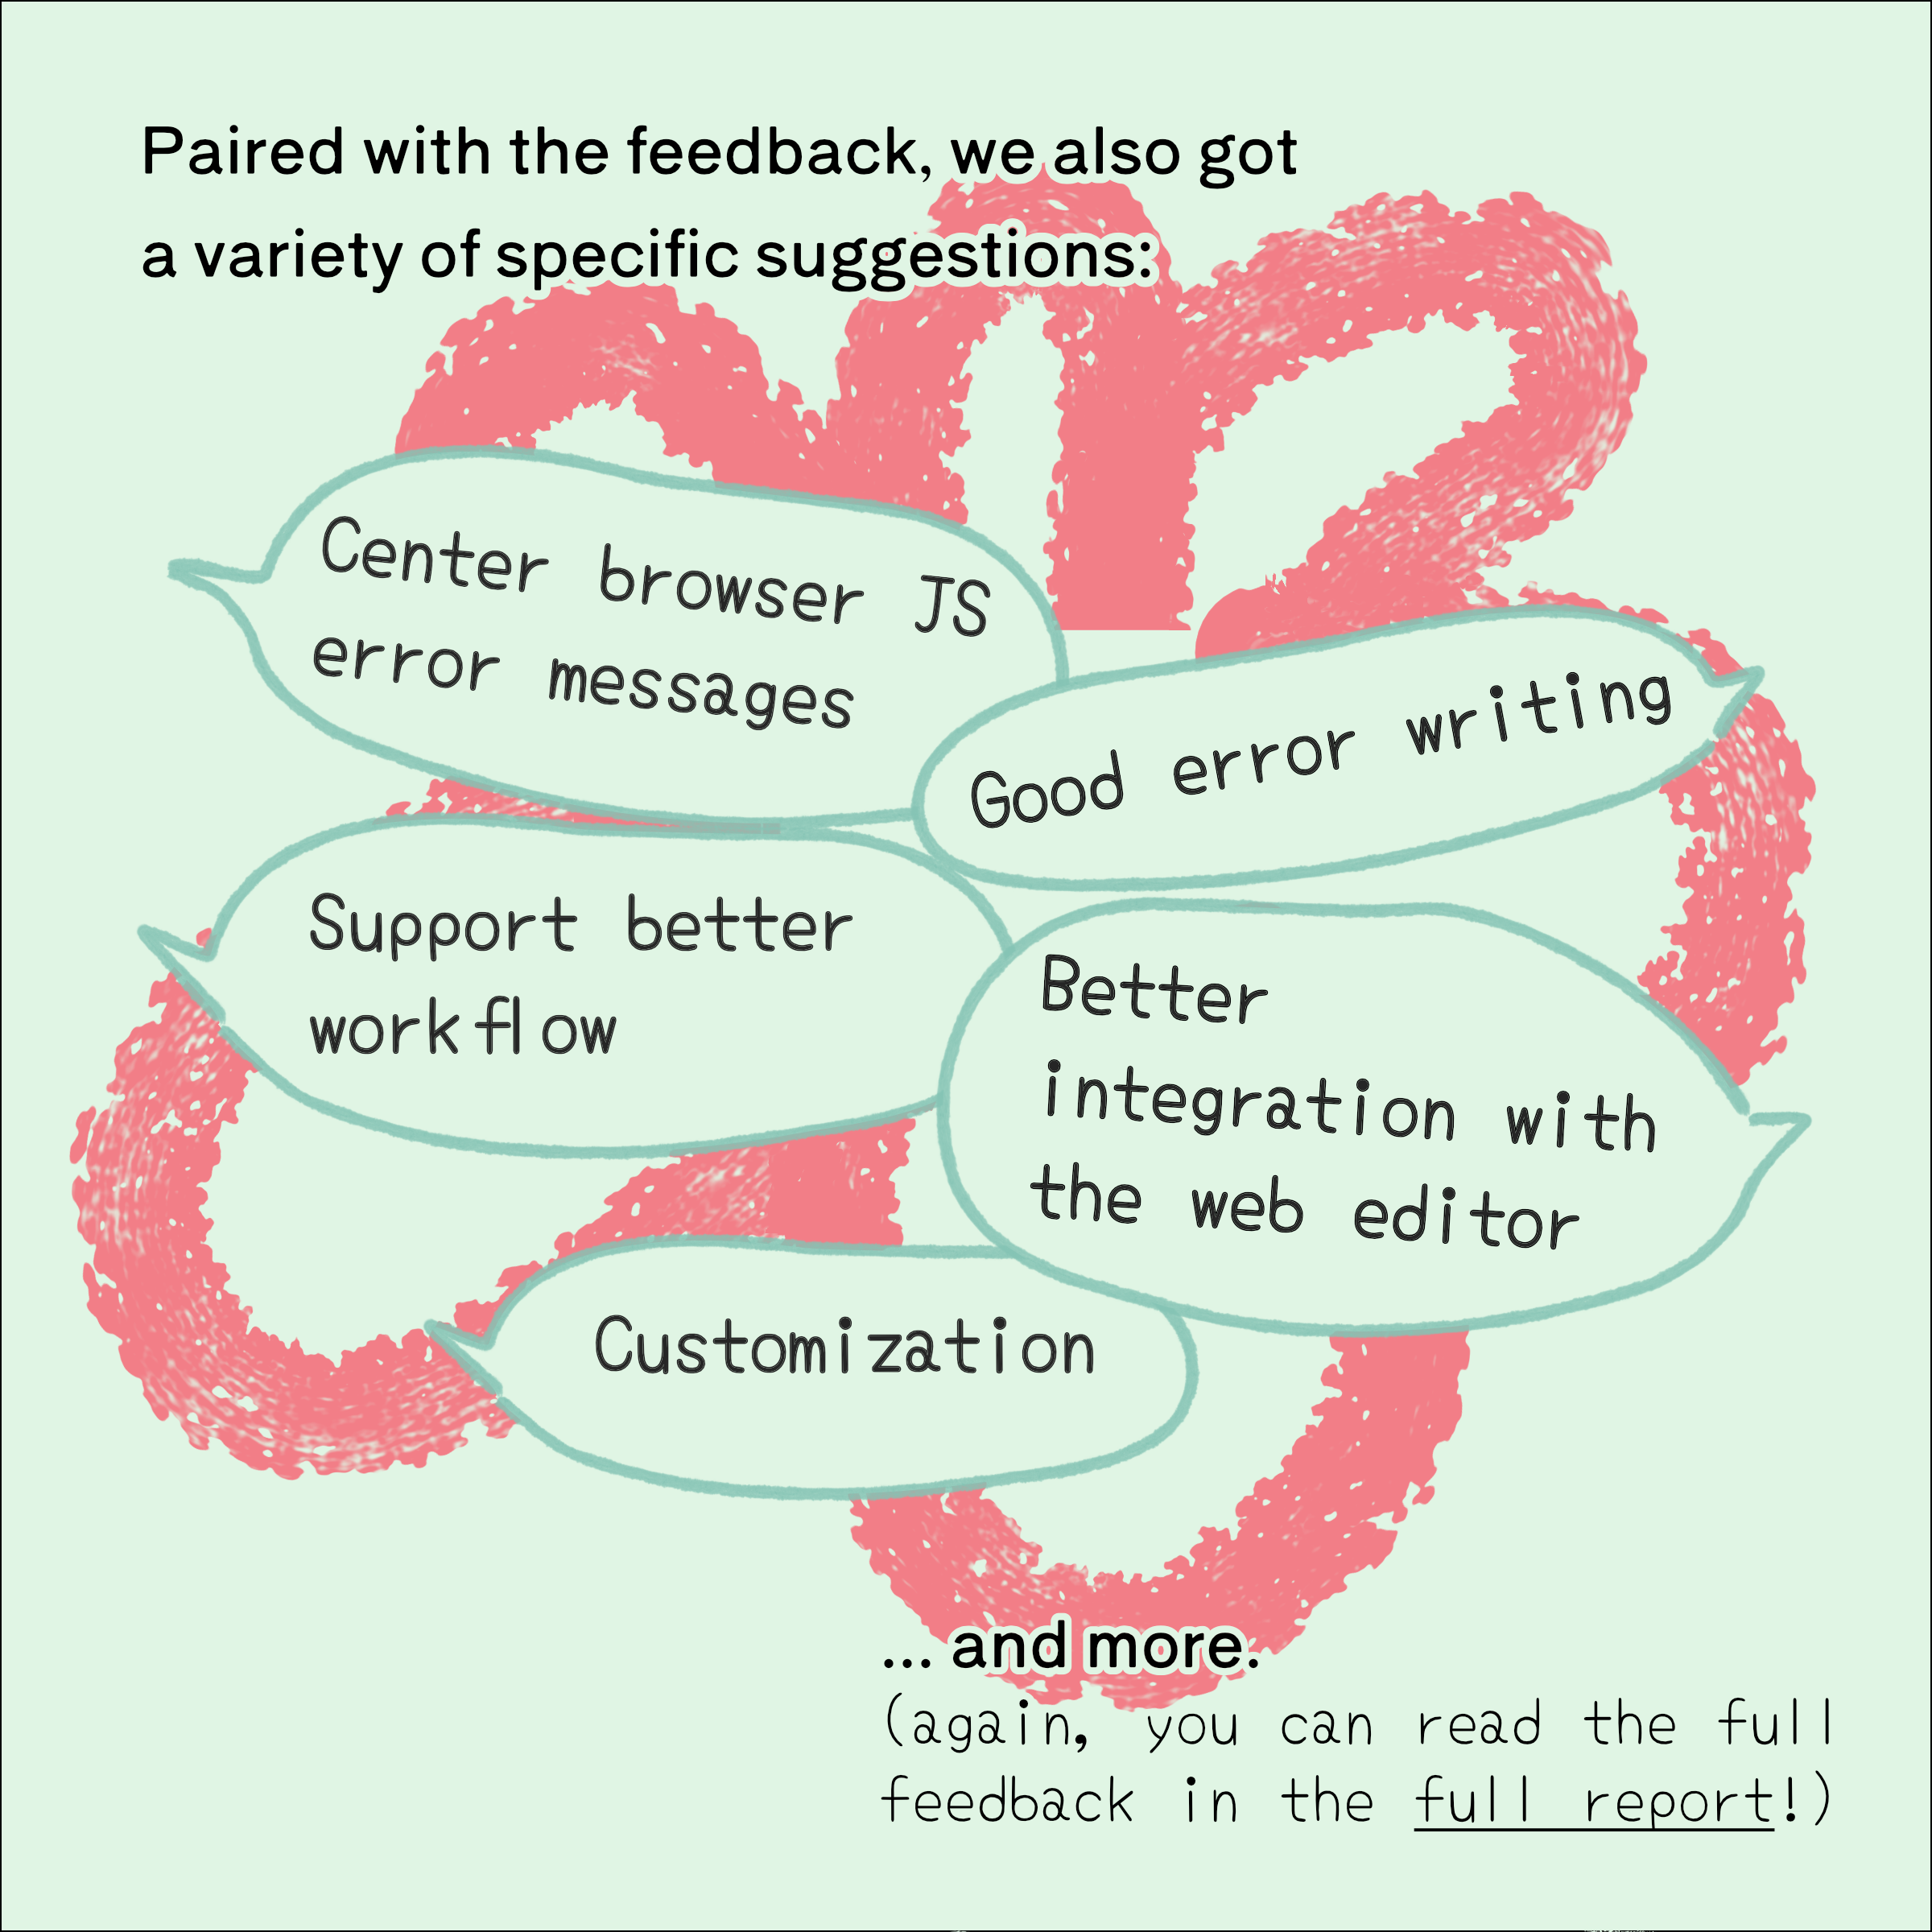 Paired with the feedback, we also got
a variety of specific suggestions:
Center browser JS
error messages
Good error writing
Support better
workflow
Better
integration with
the web editor
Customization
... and more.
(again, you can read the full
feedback in the full report!)